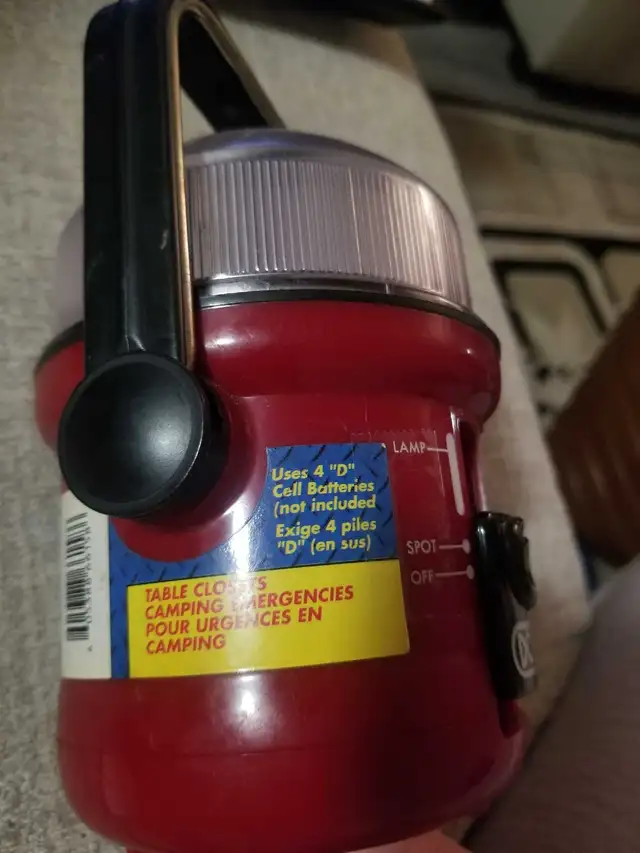 LAMP
SPOT
OFF
Uses 4 "D"
Cell Batteries
(not included
Exige 4 piles
"D" (en sus)
TABLE CLOSETS
CAMPING EMERGENCIES
POUR URGENCES EN
CAMPING